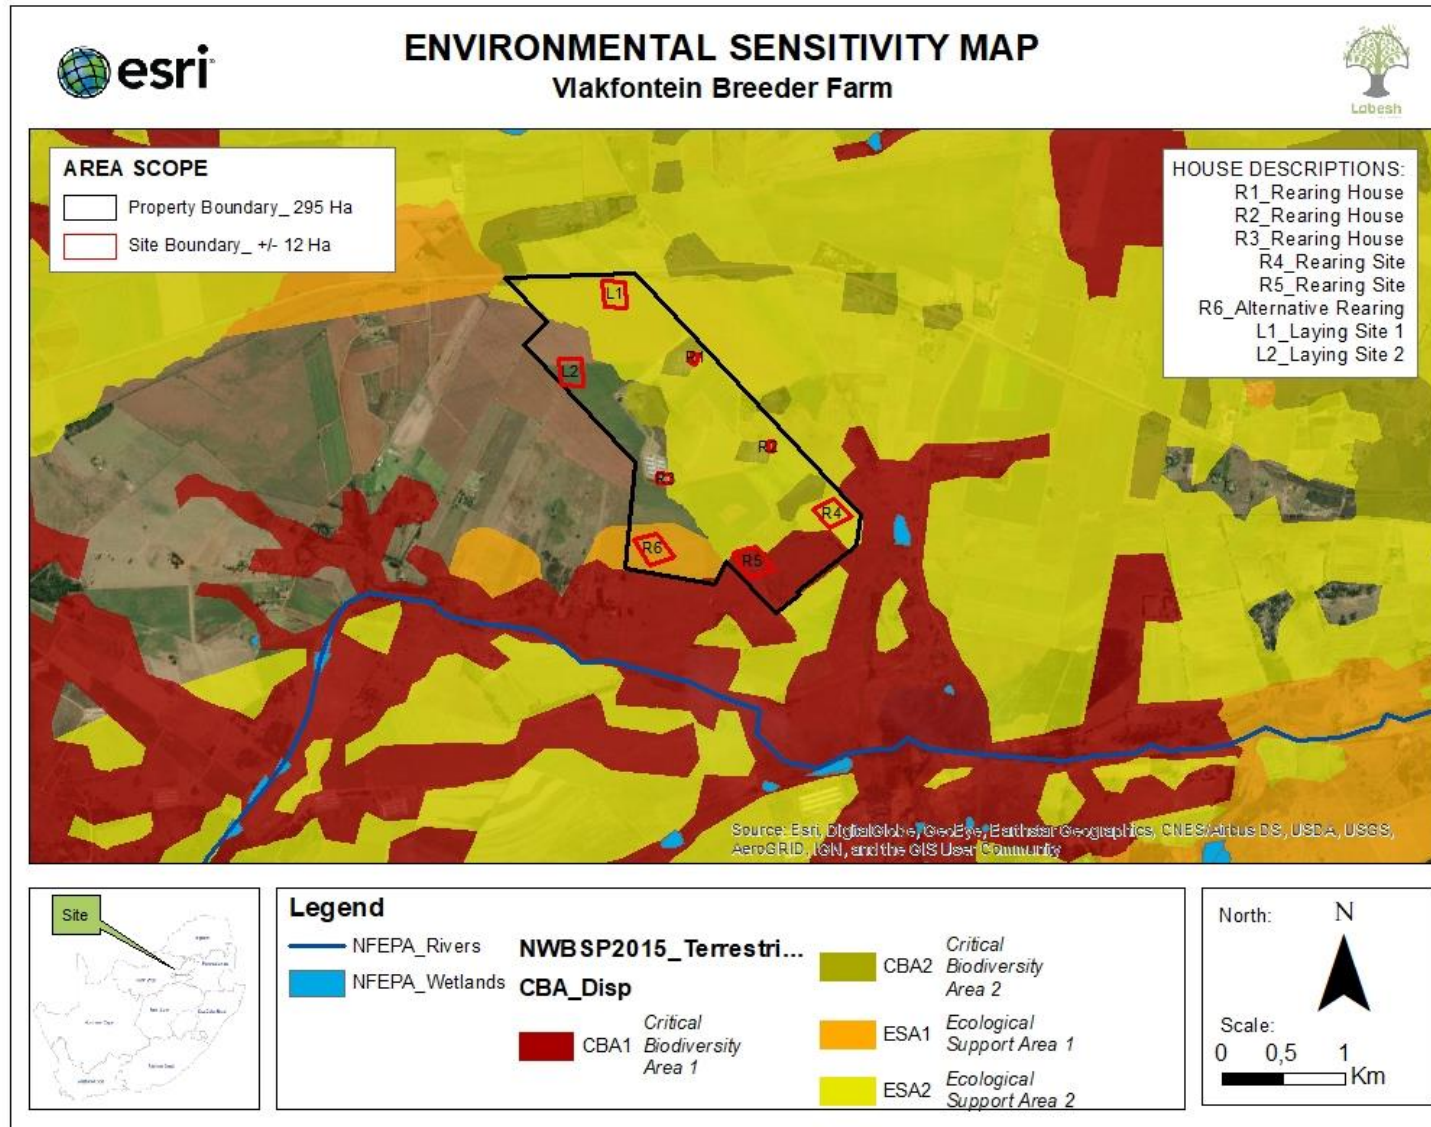 esri
ENVIRONMENTAL SENSITIVITY MAP
Vlakfontein Breeder Farm
Labesh
AREA SCOPE
Property Boundary_ 295 Ha
Site Boundary_ +/- 12 Ha
HOUSE DESCRIPTIONS:
R1_Rearing House
R2_Rearing House
R3_Rearing House
R4_Rearing Site
R5_Rearing Site
R6_Alternative Rearing
L1_Laying Site 1
L2_Laying Site 2
L1
R1
L2
R2
R3
R4
R6
R5
Source: Esri, DigitalGlobe, GeoEye, Earthstar Geographics, CNES/Airbus DS, USDA, USGS,
AeroGRID, IGN, and the GIS User Community
Site
Legend
NFEPA_Rivers
NFEPA_Wetlands
NWBSP2015_Terrestri...
CBA_Disp
CBA1 Critical
Biodiversity
Area 1
CBA2 Critical
Biodiversity
Area 2
ESA1 Ecological
Support Area 1
ESA2 Ecological
Support Area 2
North: N
Scale:
0 0,5 1
Km